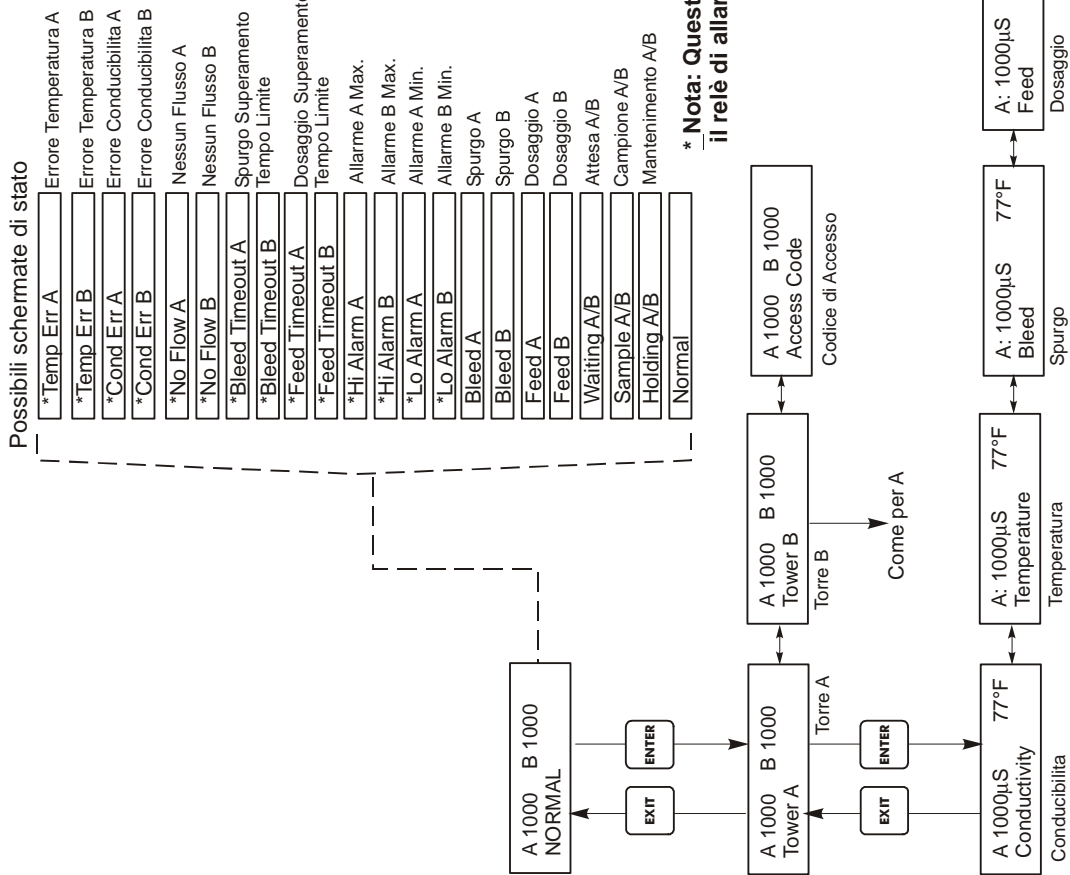 Possibili schermate di stato
*Temp Err A Errore Temperatura A
*Temp Err B Errore Temperatura B
*Cond Err A Errore Conducibilita A
*Cond Err B Errore Conducibilita B
*No Flow A Nessun Flusso A
*No Flow B Nessun Flusso B
*Bleed Timeout A Spurgo Superamento
*Bleed Timeout B Tempo Limite
*Feed Timeout A Dosaggio Superamento
*Feed Timeout B Tempo Limite
*Hi Alarm A Allarme A Max.
*Hi Alarm B Allarme B Max.
*Lo Alarm A Allarme A Min.
*Lo Alarm B Allarme B Min.
Bleed A Spurgo A
Bleed B Spurgo B
Feed A Dosaggio A
Feed B Dosaggio B
Waiting A/B Attesa A/B
Sample A/B Campione A/B
Holding A/B Mantenimento A/B
Normal
* Nota: Quest
il relè di allar
A 1000 B 1000
NORMAL
EXIT
ENTER
A 1000 B 1000
Tower A
Torre A
A 1000 B 1000
Tower B
Torre B
Come per A
A 1000 B 1000
Access Code
Codice di Accesso
EXIT
ENTER
A 1000µS 77°F
Conductivity
Conducibilita
A: 1000µS 77°F
Temperature
Temperatura
A: 1000µS 77°F
Bleed
Spurgo
A: 1000µS
Feed
Dosaggio